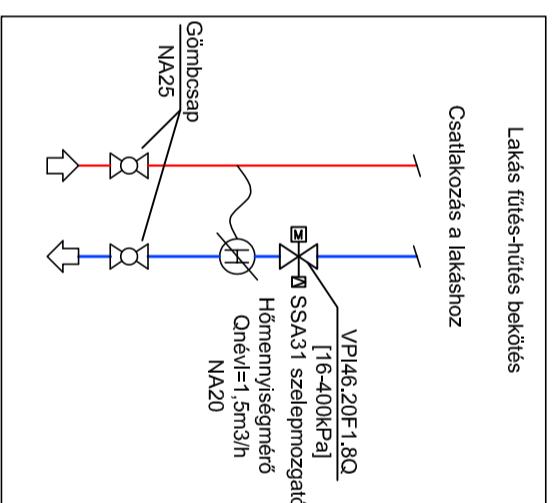 Lakás fűtés-hűtés bekötés
Csatlakozás a lakáshoz
VPI46.20F1.8Q
[16-400kPa]
SSA31 szelepmozgató
M
Hőmennyiségmérő
Qnévl=1,5m3/h
NA20
H
Gömbcsap
NA25